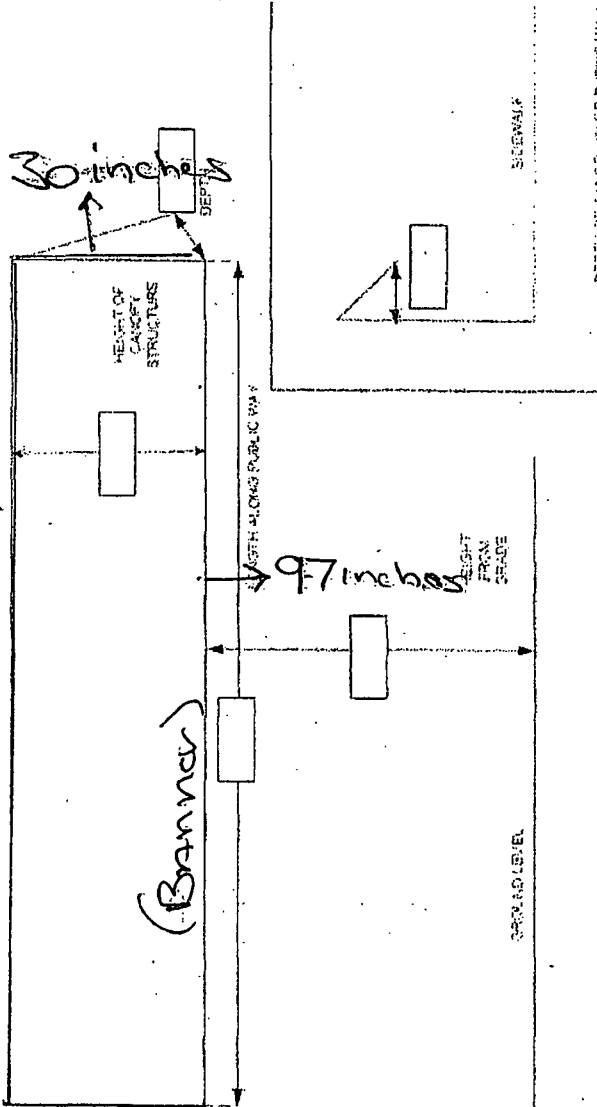 30 inches
DEPTH
HEIGHT OF
CANOPY
STRUCTURE
LENGTH ALONG PUBLIC WAY
97 inches
HEIGHT
FROM
GRADE
(Banner)
GROUND LEVEL
SIDEWALK